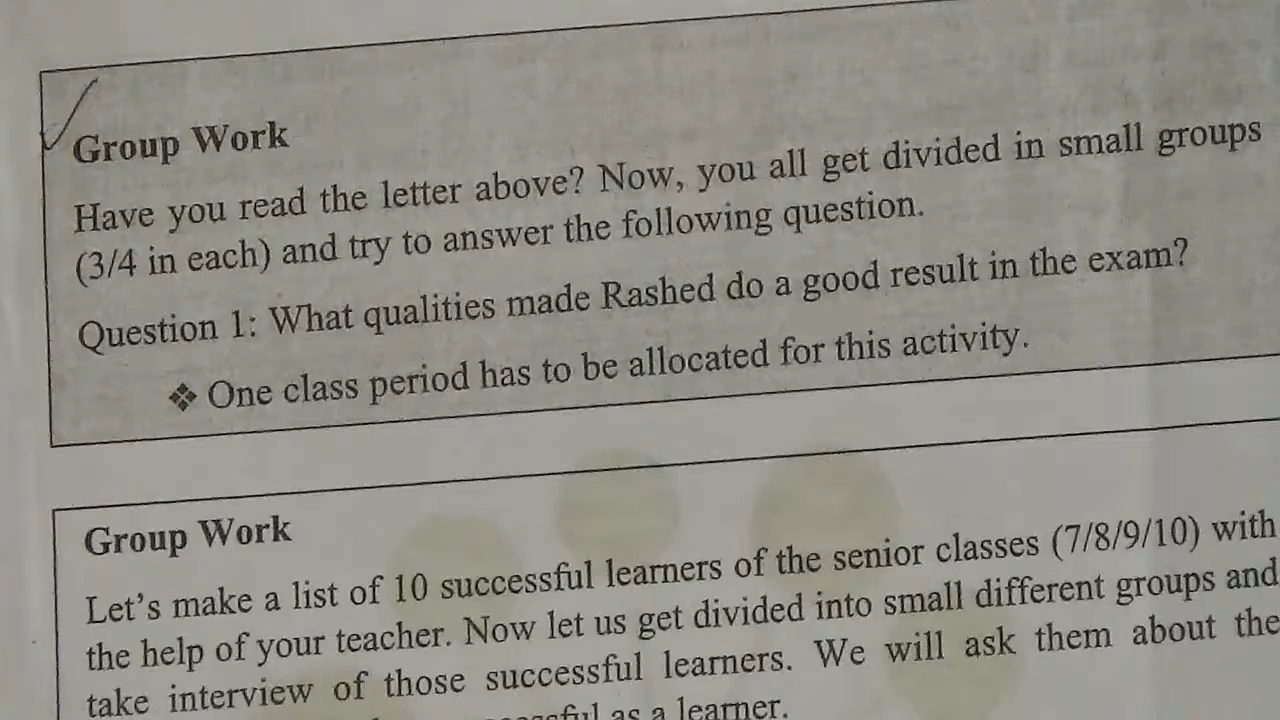 Group Work
Have you read the letter above? Now, you all get divided in small groups
(3/4 in each) and try to answer the following question.
Question 1: What qualities made Rashed do a good result in the exam?
❖ One class period has to be allocated for this activity.
Group Work
Let's make a list of 10 successful learners of the senior classes (7/8/9/10) with
the help of your teacher. Now let us get divided into small different groups and
take interview of those successful learners. We will ask them about the
as a learner.